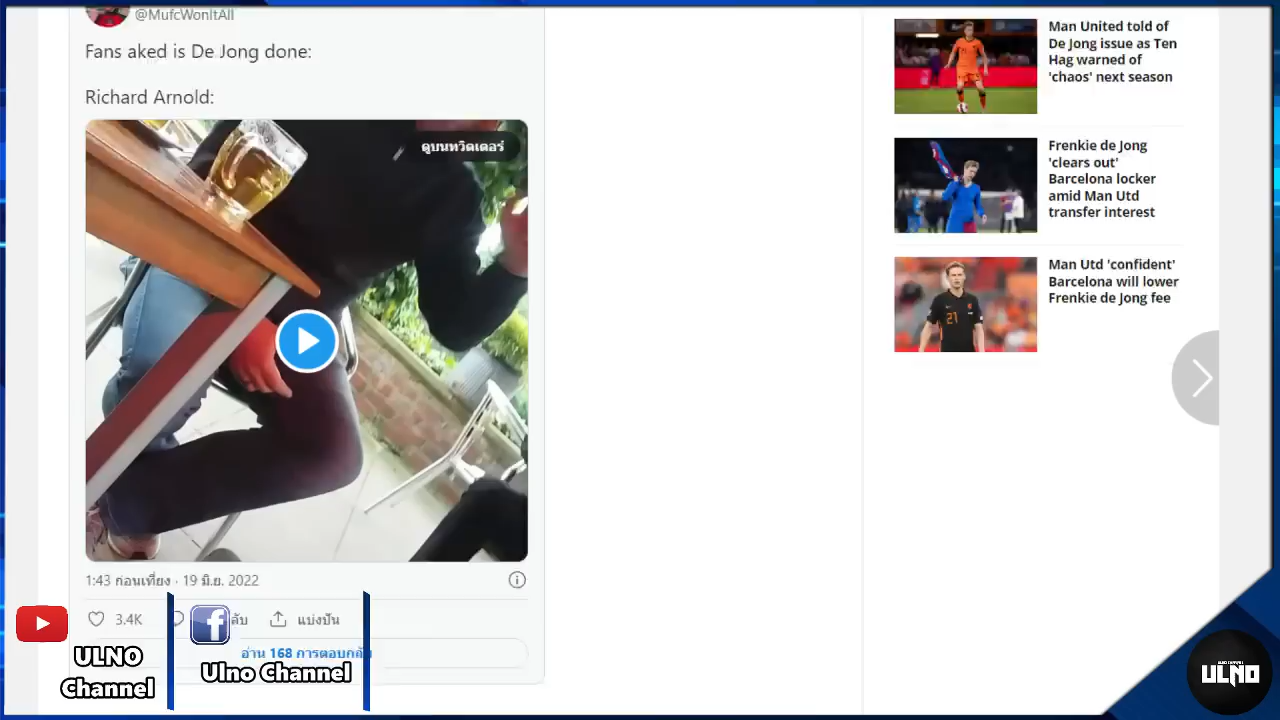 @MufcWonItAll
Fans aked is De Jong done:
Richard Arnold:
ดูบนทวิตเตอร์
1:43 ก่อนเที่ยง · 19 มิ.ย. 2022
3.4K
แบ่งปัน
อ่าน 168 การตอบกลับ
Man United told of
De Jong issue as Ten
Hag warned of
'chaos' next season
Frenkie de Jong
'clears out'
Barcelona locker
amid Man Utd
transfer interest
Man Utd 'confident'
Barcelona will lower
Frenkie de Jong fee
21
ULNO
Channel
Ulno Channel
ULNO